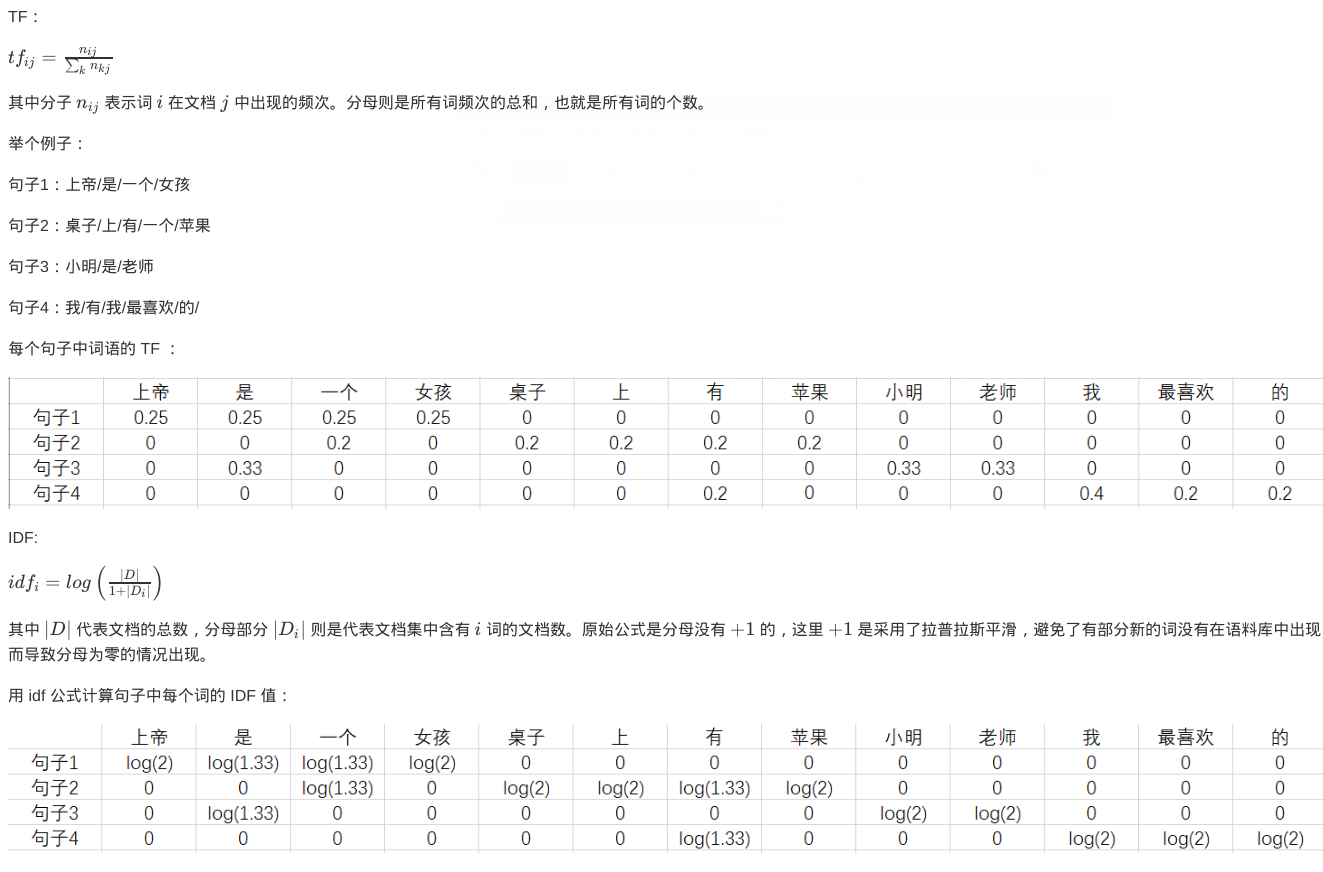 TF：
tf_{ij} = \frac{n_{ij}}{\sum_k n_{kj}}
其中分子 n_{ij} 表示词 i 在文档 j 中出现的频次。分母则是所有词频次的总和，也就是所有词的个数。
举个例子：
句子1：上帝/是/一个/女孩
句子2：桌子/上/有/一个/苹果
句子3：小明/是/老师
句子4：我/有/我/最喜欢/的/
每个句子中词语的 TF ：
上帝 是 一个 女孩 桌子 上 有 苹果 小明 老师 我 最喜欢 的
句子1 0.25 0.25 0.25 0.25 0 0 0 0 0 0 0 0 0
句子2 0 0 0.2 0 0.2 0.2 0.2 0.2 0 0 0 0 0
句子3 0 0.33 0 0 0 0 0 0 0.33 0.33 0 0 0
句子4 0 0 0 0 0 0 0.2 0 0 0 0.4 0.2 0.2
IDF:
idf_i = log \left( \frac{|D|}{1+|D_i|} \right)
其中 |D| 代表文档的总数，分母部分 |D_i| 则是代表文档集中含有 i 词的文档数。原始公式是分母没有 +1 的，这里 +1 是采用了拉普拉斯平滑，避免了有部分新的词没有在语料库中出现
而导致分母为零的情况出现。
用 idf 公式计算句子中每个词的 IDF 值：
上帝 是 一个 女孩 桌子 上 有 苹果 小明 老师 我 最喜欢 的
句子1 log(2) log(1.33) log(1.33) log(2) 0 0 0 0 0 0 0 0 0
句子2 0 0 log(1.33) 0 log(2) log(2) log(1.33) log(2) 0 0 0 0 0
句子3 0 log(1.33) 0 0 0 0 0 0 log(2) log(2) 0 0 0
句子4 0 0 0 0 0 0 log(1.33) 0 0 0 log(2) log(2) log(2)